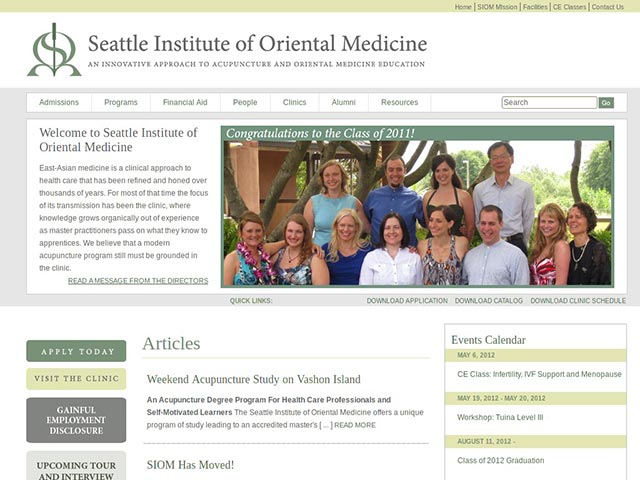 Home | SIOM MIssion | Facilities | CE Classes | Contact Us
Seattle Institute of Oriental Medicine
AN INNOVATIVE APPROACH TO ACUPUNCTURE AND ORIENTAL MEDICINE EDUCATION
Admissions Programs Financial Aid People Clinics Alumni Resources Search Go
Welcome to Seattle Institute of
Oriental Medicine
East-Asian medicine is a clinical approach to
health care that has been refined and honed over
thousands of years. For most of that time the focus
of its transmission has been the clinic, where
knowledge grows organically out of experience
as master practitioners pass on what they know to
apprentices. We believe that a modern
acupuncture program still must be grounded in
the clinic.
READ A MESSAGE FROM THE DIRECTORS
Congratulations to the Class of 2011!
QUICK LINKS: DOWNLOAD APPLICATION DOWNLOAD CATALOG DOWNLOAD CLINIC SCHEDULE
APPLY TODAY
VISIT THE CLINIC
GAINFUL
EMPLOYMENT
DISCLOSURE
UPCOMING TOUR
AND INTERVIEW
Articles
Weekend Acupuncture Study on Vashon Island
An Acupuncture Degree Program For Health Care Professionals and
Self-Motivated Learners The Seattle Institute of Oriental Medicine offers a unique
program of study leading to an accredited master's [ ... ] READ MORE
SIOM Has Moved!
Events Calendar
MAY 6, 2012
CE Class: Infertility, IVF Support and Menopause
MAY 19, 2012 - MAY 20, 2012
Workshop: Tuina Level III
AUGUST 11, 2012 -
Class of 2012 Graduation